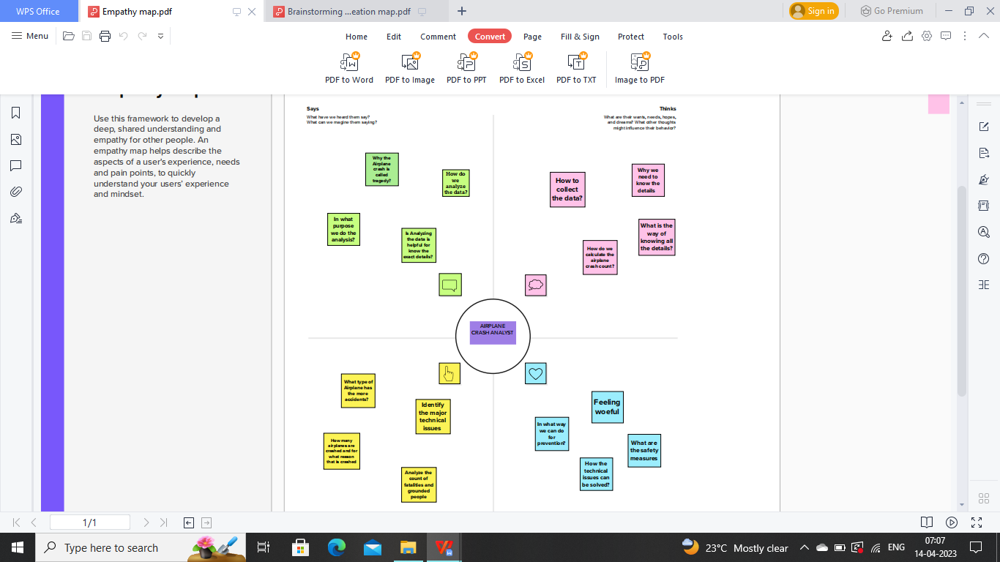 WPS Office
Empathy map.pdf
Brainstorming ...eation map.pdf
Sign in
Go Premium
Menu
Home
Edit
Comment
Convert
Page
Fill & Sign
Protect
Tools
PDF to Word
PDF to Image
PDF to PPT
PDF to Excel
PDF to TXT
Image to PDF
Use this framework to develop a
deep, shared understanding and
empathy for other people. An
empathy map helps describe the
aspects of a user's experience, needs
and pain points, to quickly
understand your users' experience
and mindset.
Says
What have we heard them say?
What can we magine them saying?
Thinks
What are their wants, needs, hopes,
and dreams? What other thoughts
might influence their behavior?
Why the
Airplane
crash is
called
tragedy?
How do
we
analyze
the data?
In what
purpose
we do the
analysis?
Is Analyzing
the data is
helpful for
know the
exact details?
How to
collect
the data?
Why we
need to
know the
details
What is the
way of
knowing all
the details?
How do we
calculate the
airplane
crash count?
AIRPLANE
CRASH ANALYST
What type of
Airplane has
the more
accidents?
Identify
the major
technical
issues
How many
airplanes are
crashed and for
what reason
that is crashed
Analyze the
count of
fatalities and
grounded
people
Feeling
woeful
In what way
we can do
for
prevention?
What are
the safety
measures
How the
technical
issues can
be solved?
1/1
Type here to search
23°C Mostly clear
ENG
07:07
14-04-2023